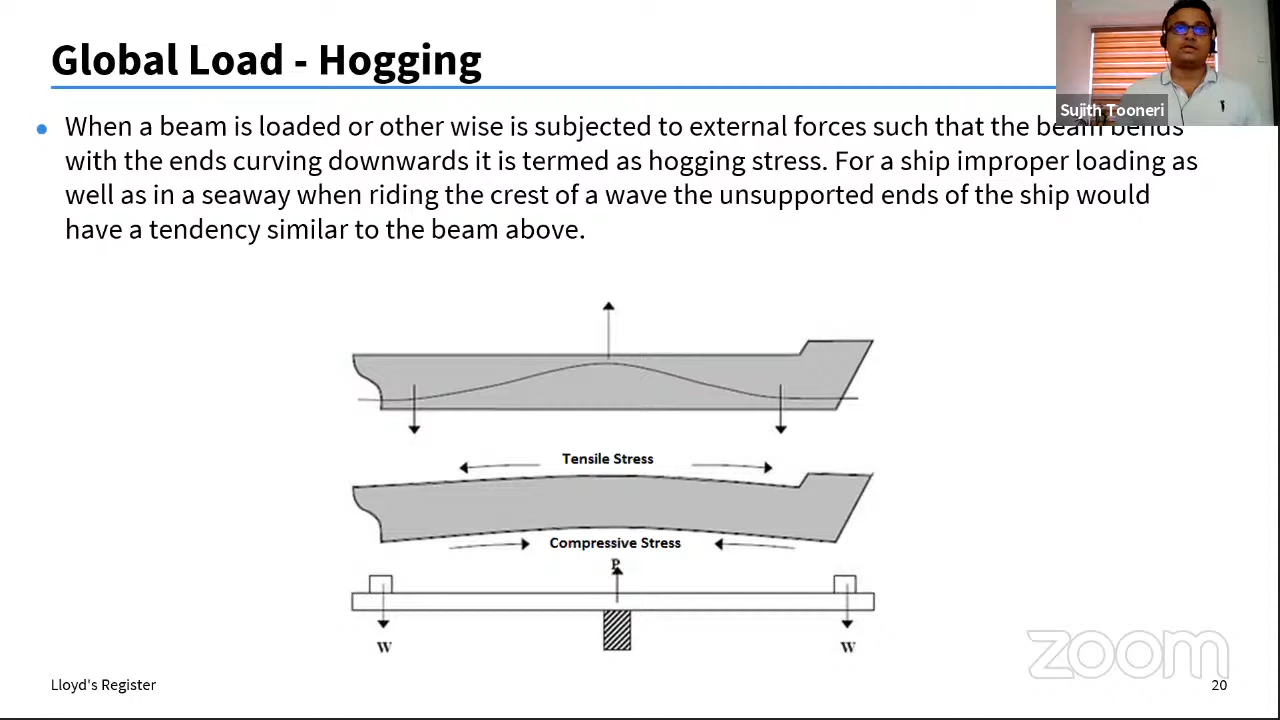 Global Load - Hogging
Sujith Tooneri
• When a beam is loaded or other wise is subjected to external forces such that the beam bends
with the ends curving downwards it is termed as hogging stress. For a ship improper loading as
well as in a seaway when riding the crest of a wave the unsupported ends of the ship would
have a tendency similar to the beam above.
Tensile Stress
Compressive Stress
P
W
W
zoom
Lloyd's Register
20